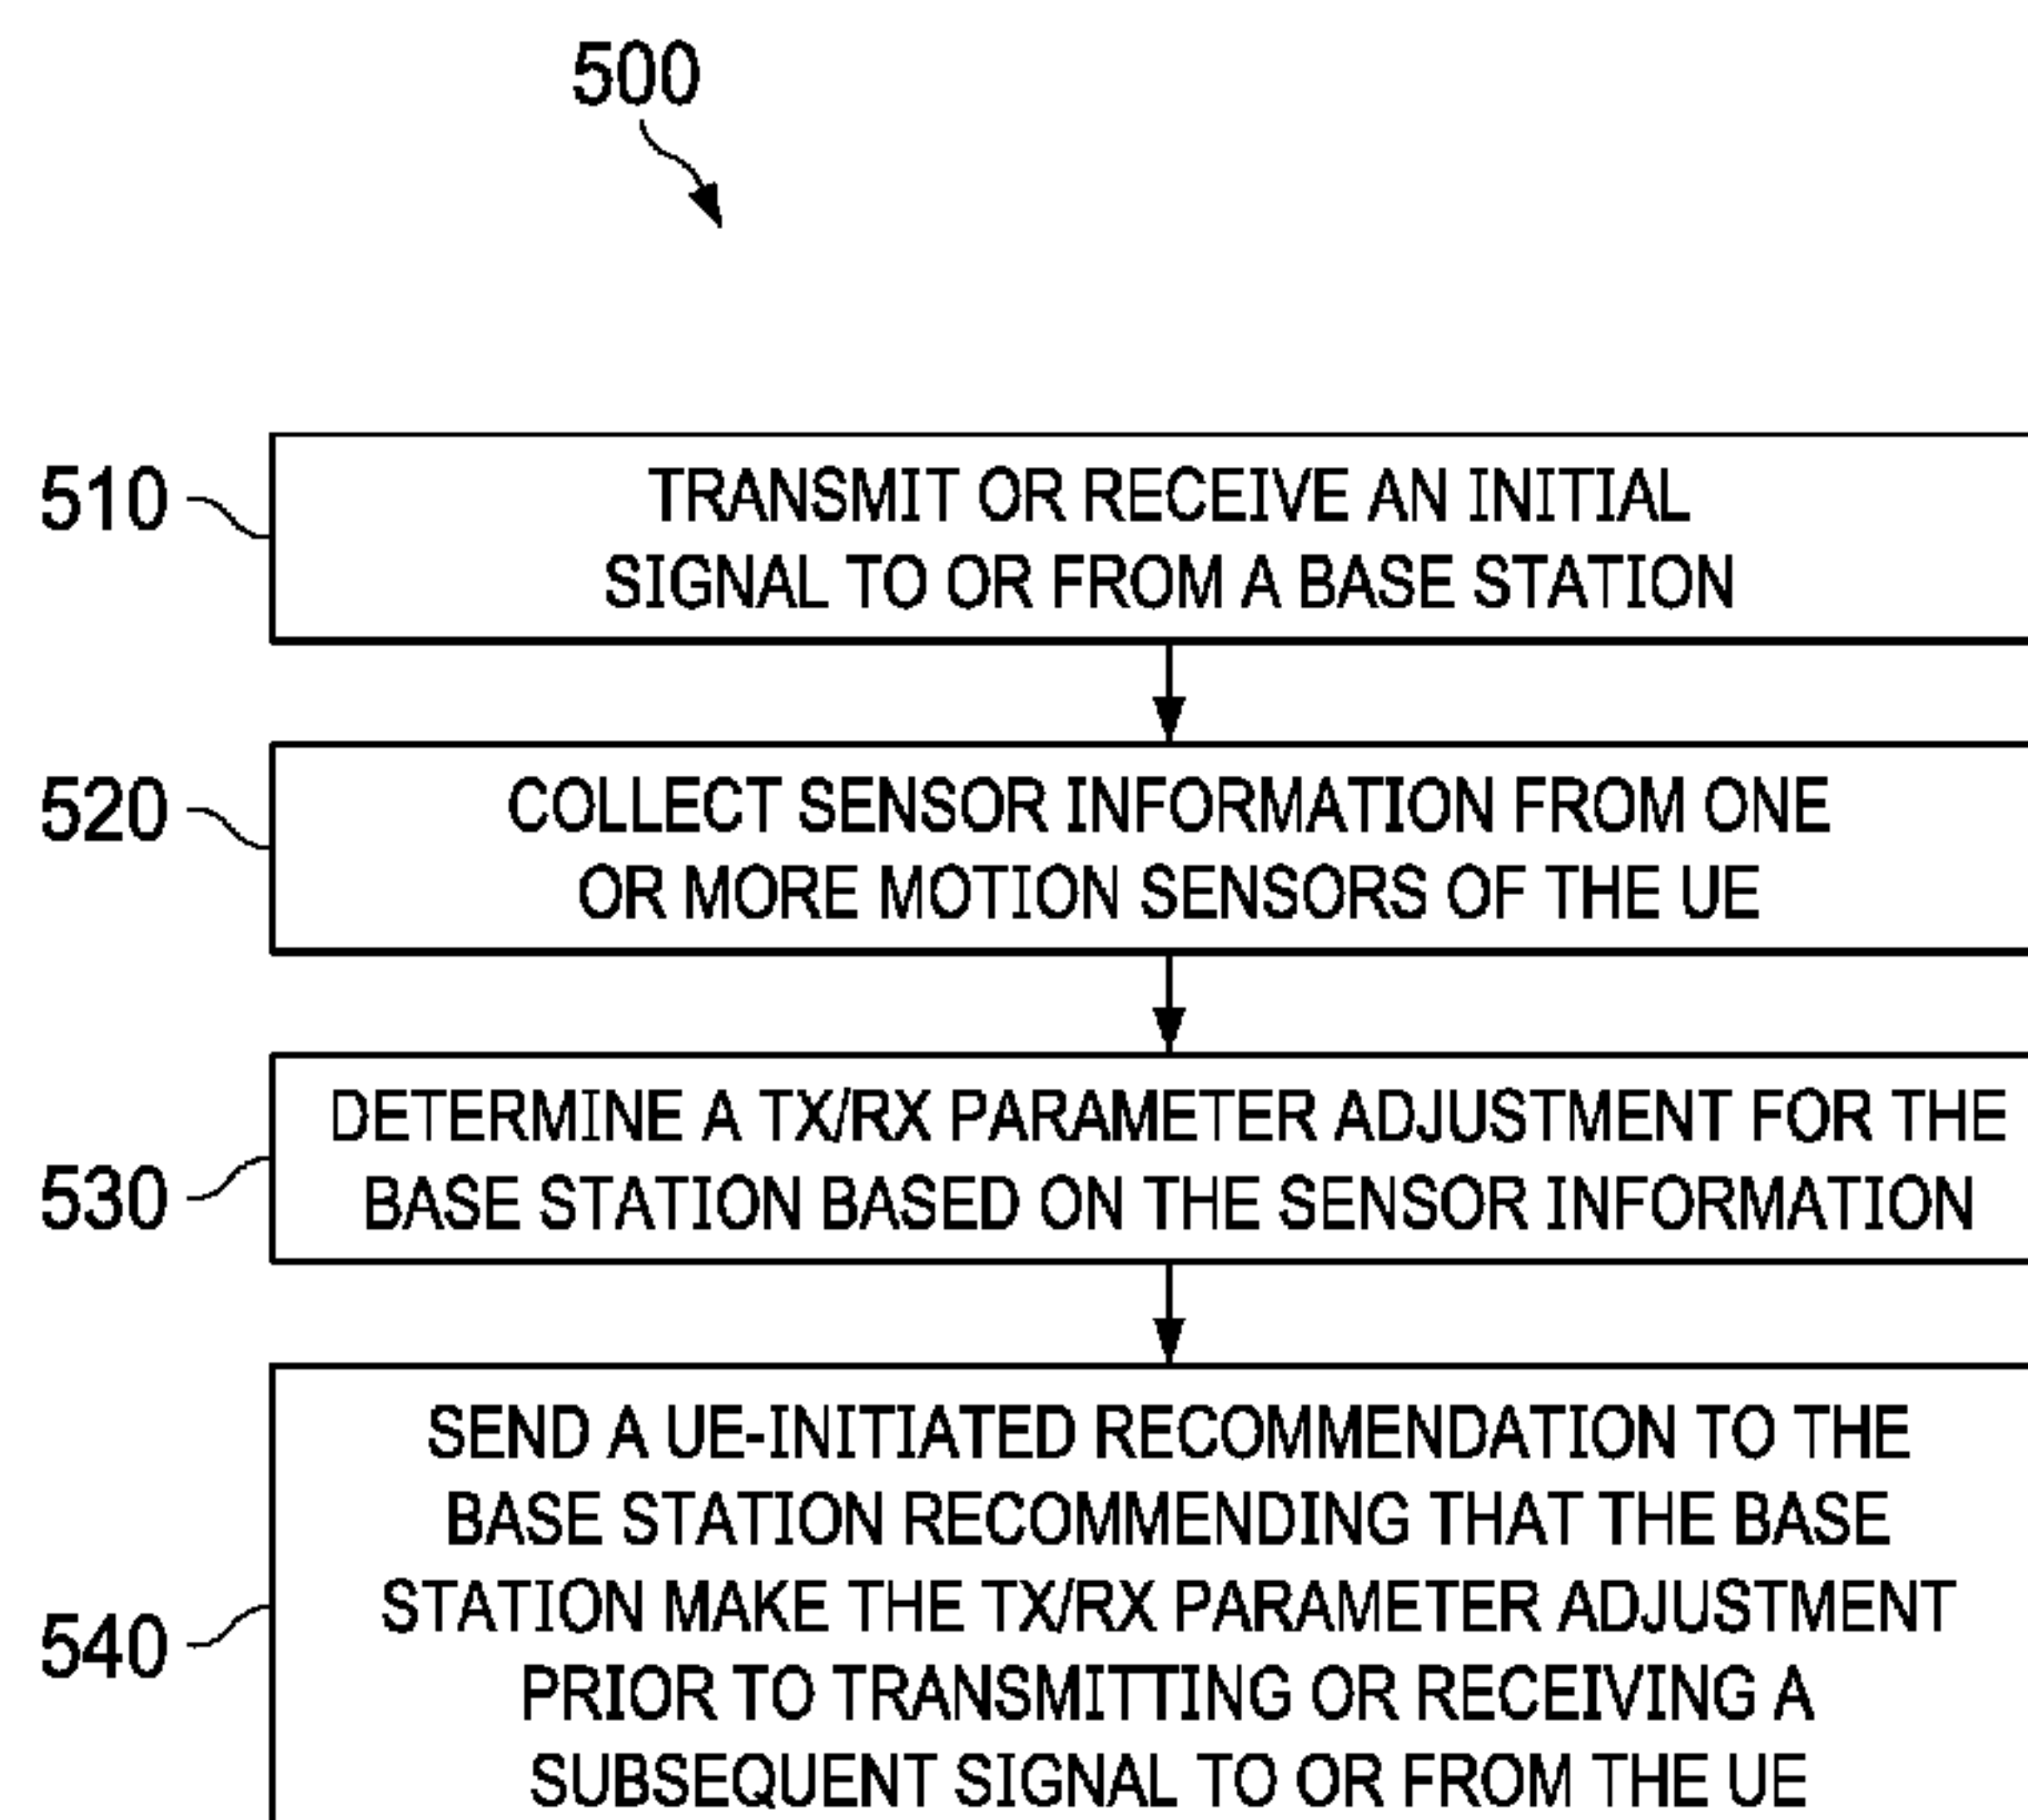 500
510
TRANSMIT OR RECEIVE AN INITIAL
SIGNAL TO OR FROM A BASE STATION
520
COLLECT SENSOR INFORMATION FROM ONE
OR MORE MOTION SENSORS OF THE UE
530
DETERMINE A TX/RX PARAMETER ADJUSTMENT FOR THE
BASE STATION BASED ON THE SENSOR INFORMATION
540
SEND A UE-INITIATED RECOMMENDATION TO THE
BASE STATION RECOMMENDING THAT THE BASE
STATION MAKE THE TX/RX PARAMETER ADJUSTMENT
PRIOR TO TRANSMITTING OR RECEIVING A
SUBSEQUENT SIGNAL TO OR FROM THE UE